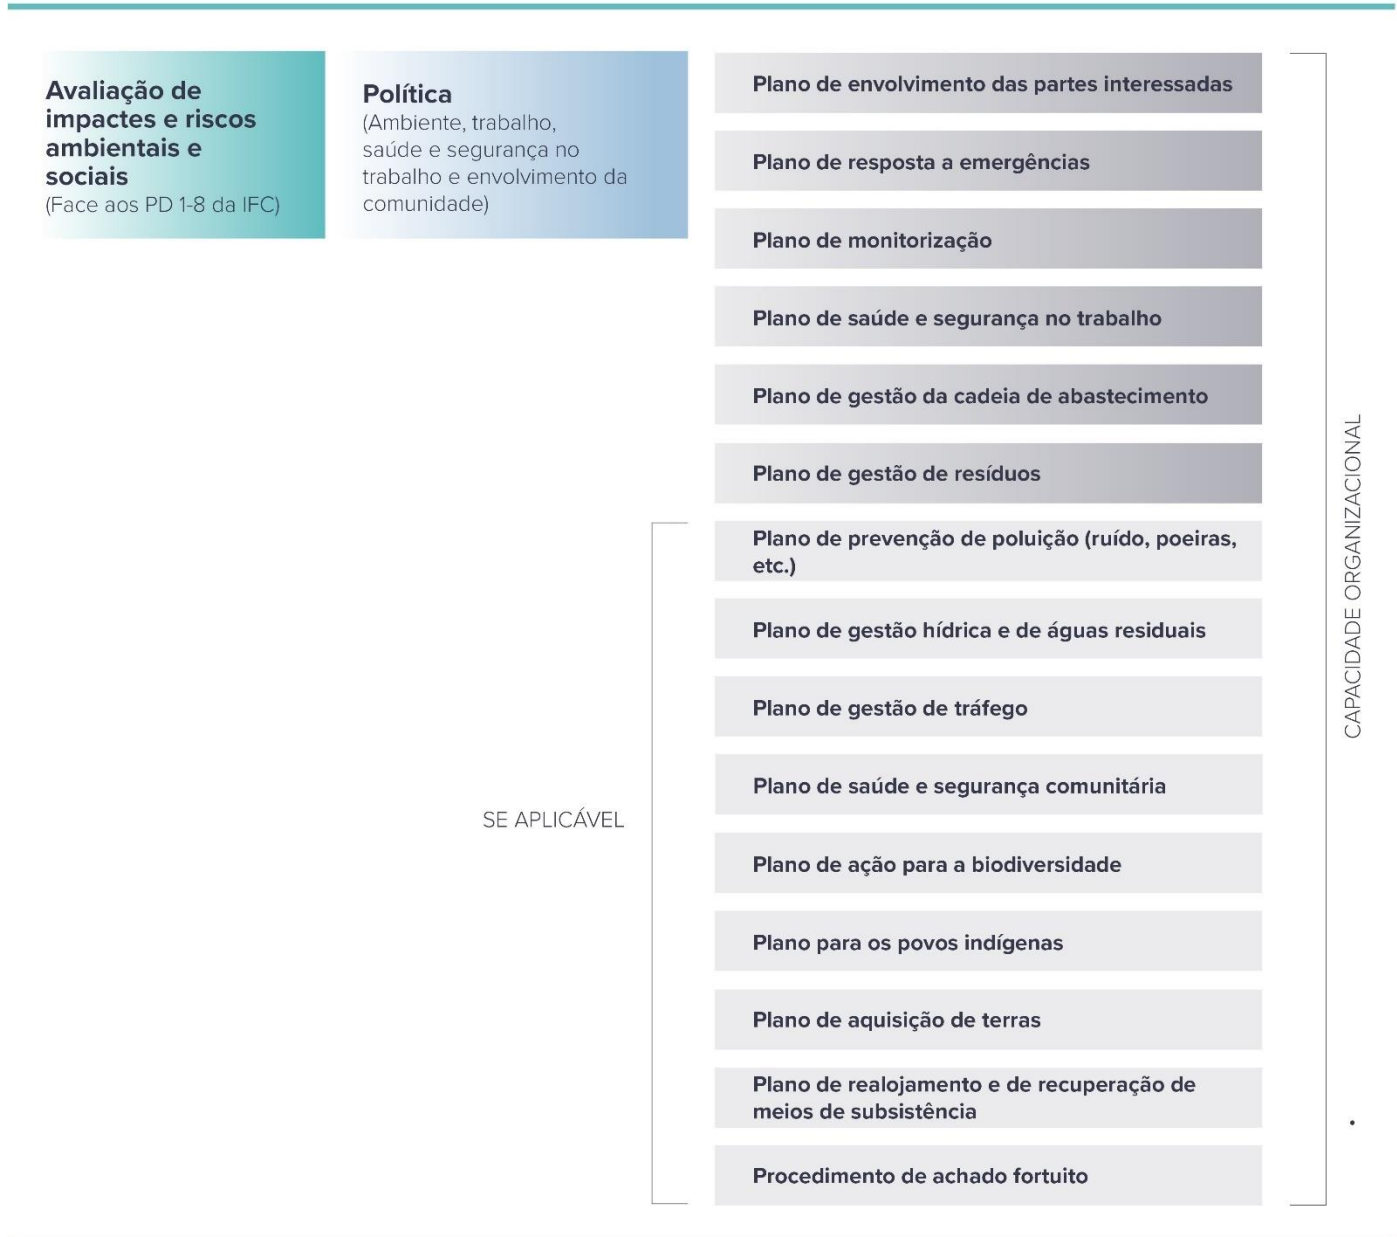 Avaliação de
impactes e riscos
ambientais e
sociais
(Face aos PD 1-8 da IFC)
Política
(Ambiente, trabalho,
saúde e segurança no
trabalho e envolvimento da
comunidade)
Plano de envolvimento das partes interessadas
Plano de resposta a emergências
Plano de monitorização
Plano de saúde e segurança no trabalho
Plano de gestão da cadeia de abastecimento
Plano de gestão de resíduos
Plano de prevenção de poluição (ruído, poeiras,
etc.)
Plano de gestão hídrica e de águas residuais
Plano de gestão de tráfego
Plano de saúde e segurança comunitária
Plano de ação para a biodiversidade
Plano para os povos indígenas
Plano de aquisição de terras
Plano de realojamento e de recuperação de
meios de subsistência
Procedimento de achado fortuito
SE APLICÁVEL
CAPACIDADE ORGANIZACIONAL